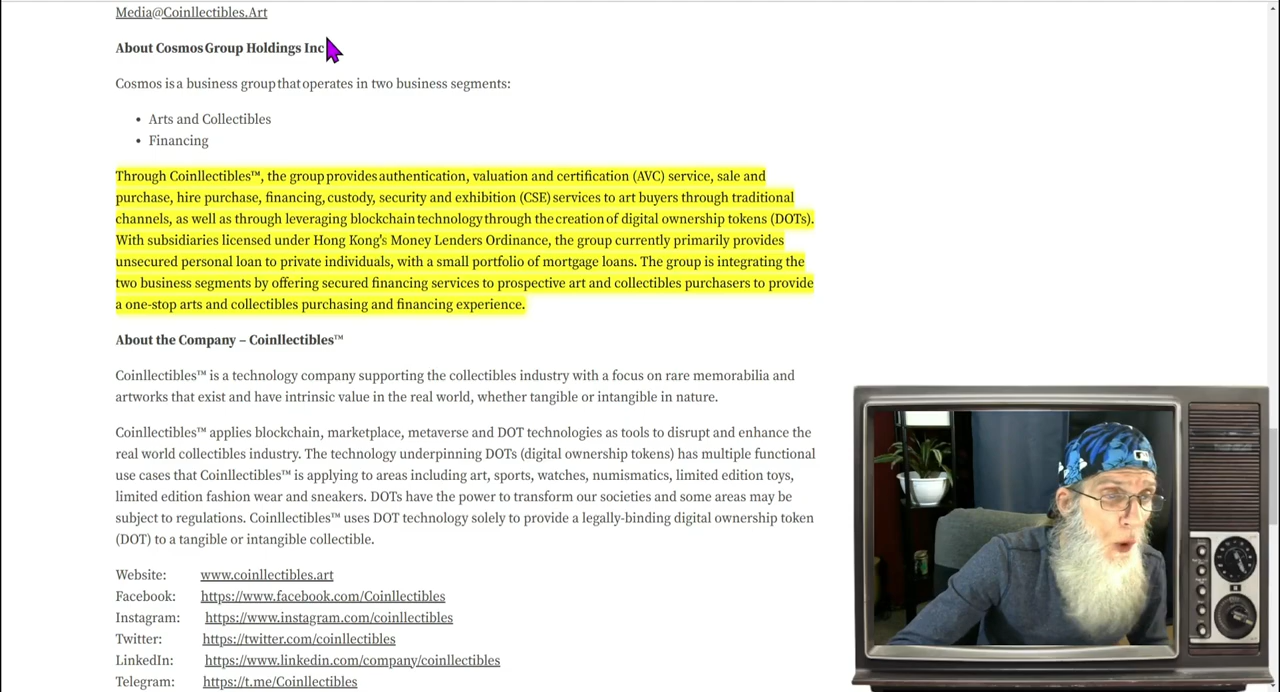 Media@Coinllectibles.Art
About Cosmos Group Holdings Inc
Cosmos is a business group that operates in two business segments:
• Arts and Collectibles
• Financing
Through Coinllectibles™, the group provides authentication, valuation and certification (AVC) service, sale and
purchase, hire purchase, financing, custody, security and exhibition (CSE) services to art buyers through traditional
channels, as well as through leveraging blockchain technology through the creation of digital ownership tokens (DOTs).
With subsidiaries licensed under Hong Kong's Money Lenders Ordinance, the group currently primarily provides
unsecured personal loan to private individuals, with a small portfolio of mortgage loans. The group is integrating the
two business segments by offering secured financing services to prospective art and collectibles purchasers to provide
a one-stop arts and collectibles purchasing and financing experience.
About the Company – Coinllectibles™
Coinllectibles™ is a technology company supporting the collectibles industry with a focus on rare memorabilia and
artworks that exist and have intrinsic value in the real world, whether tangible or intangible in nature.
Coinllectibles™ applies blockchain, marketplace, metaverse and DOT technologies as tools to disrupt and enhance the
real world collectibles industry. The technology underpinning DOTs (digital ownership tokens) has multiple functional
use cases that Coinllectibles™ is applying to areas including art, sports, watches, numismatics, limited edition toys,
limited edition fashion wear and sneakers. DOTs have the power to transform our societies and some areas may be
subject to regulations. Coinllectibles™ uses DOT technology solely to provide a legally-binding digital ownership token
(DOT) to a tangible or intangible collectible.
Website: www.coinllectibles.art
Facebook: https://www.facebook.com/Coinllectibles
Instagram: https://www.instagram.com/coinllectibles
Twitter: https://twitter.com/coinllectibles
LinkedIn: https://www.linkedin.com/company/coinllectibles
Telegram: https://t.me/Coinllectibles